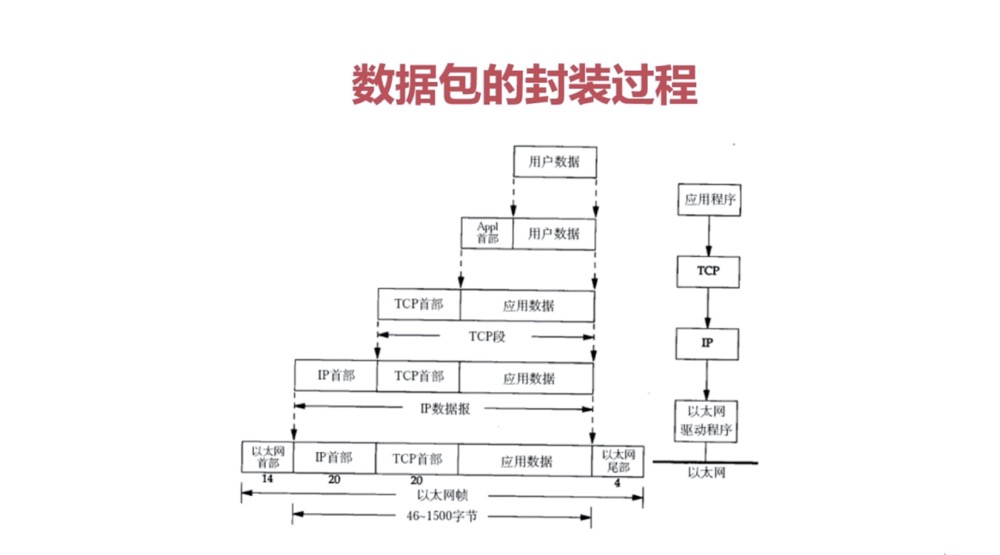 数据包的封装过程
用户数据
Appl
首部
用户数据
TCP首部
应用数据
TCP段
IP首部
TCP首部
应用数据
IP数据报
以太网
首部
IP首部
TCP首部
应用数据
以太网
尾部
14
20
20
4
以太网帧
46~1500字节
应用程序
TCP
IP
以太网
驱动程序
以太网